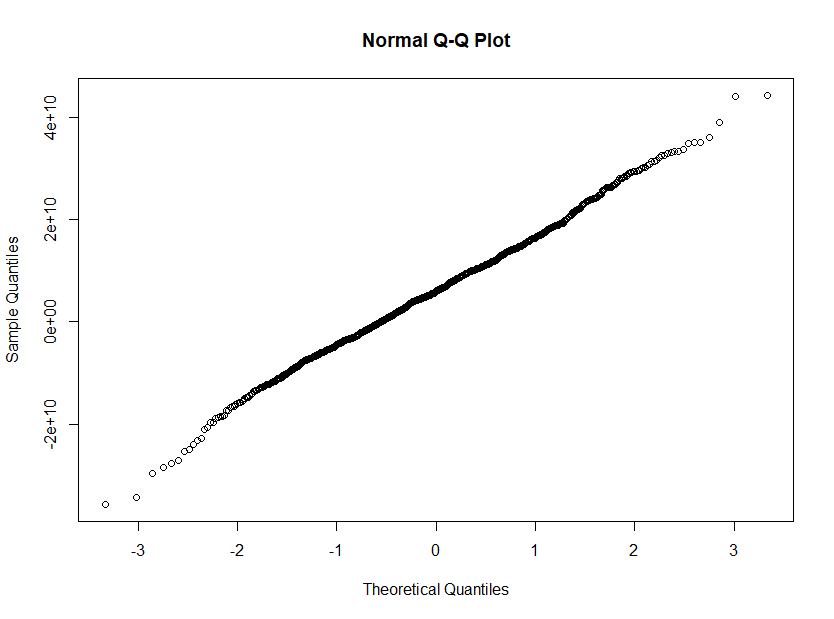 Normal Q-Q Plot
4e+10
2e+10
0e+00
-2e+10
Sample Quantiles
-3
-2
-1
0
1
2
3
Theoretical Quantiles